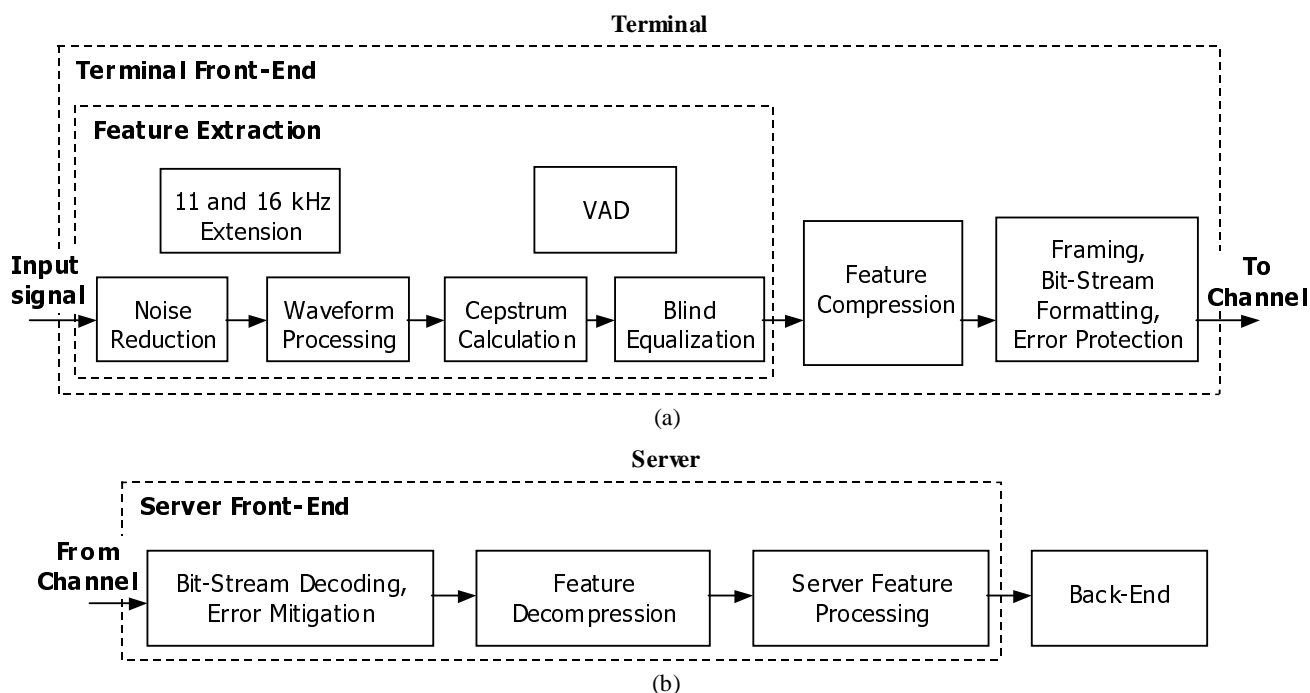 Terminal
Terminal Front-End
Feature Extraction
11 and 16 kHz
Extension
VAD
Input
signal
Noise
Reduction
Waveform
Processing
Cepstrum
Calculation
Blind
Equalization
Feature
Compression
Framing,
Bit-Stream
Formatting,
Error Protection
To
Channel
(a)
Server
Server Front-End
From
Channel
Bit-Stream Decoding,
Error Mitigation
Feature
Decompression
Server Feature
Processing
Back-End
(b)